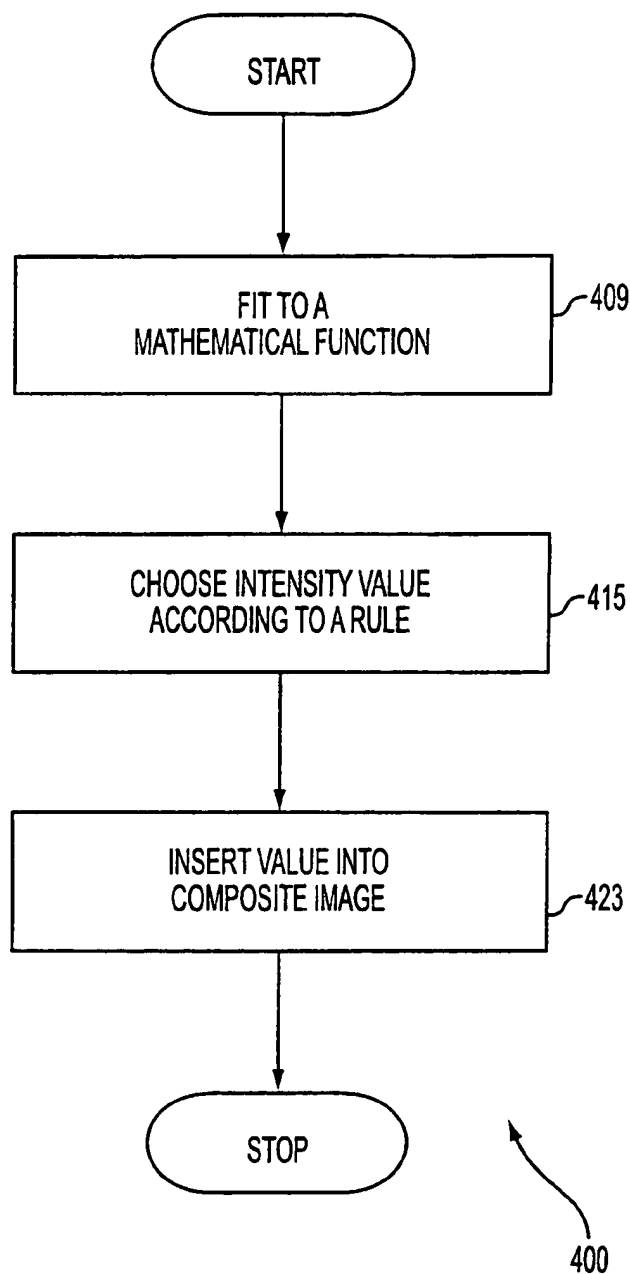 START
FIT TO A
MATHEMATICAL FUNCTION
409
CHOOSE INTENSITY VALUE
ACCORDING TO A RULE
415
INSERT VALUE INTO
COMPOSITE IMAGE
423
STOP
400